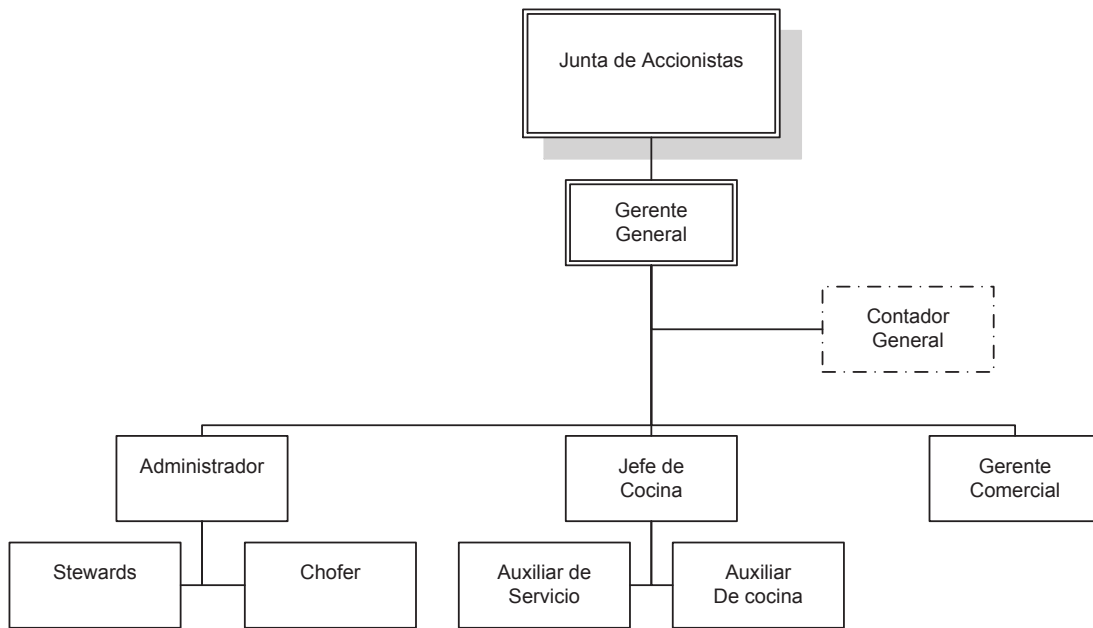 Junta de Accionistas
Gerente
General
Contador
General
Administrador
Jefe de
Cocina
Gerente
Comercial
Stewards
Chofer
Auxiliar de
Servicio
Auxiliar
De cocina